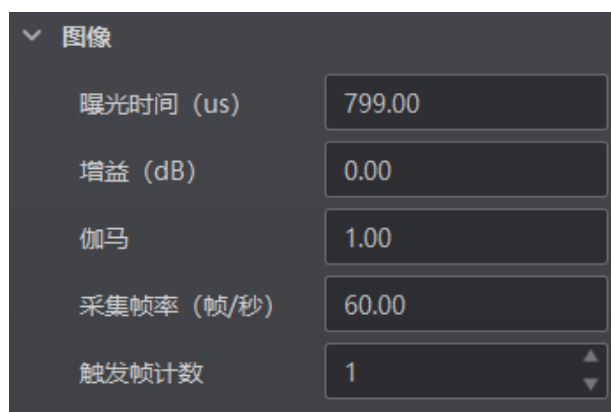 图像
曝光时间（us） 799.00
增益（dB） 0.00
伽马 1.00
采集帧率（帧/秒） 60.00
触发帧计数 1